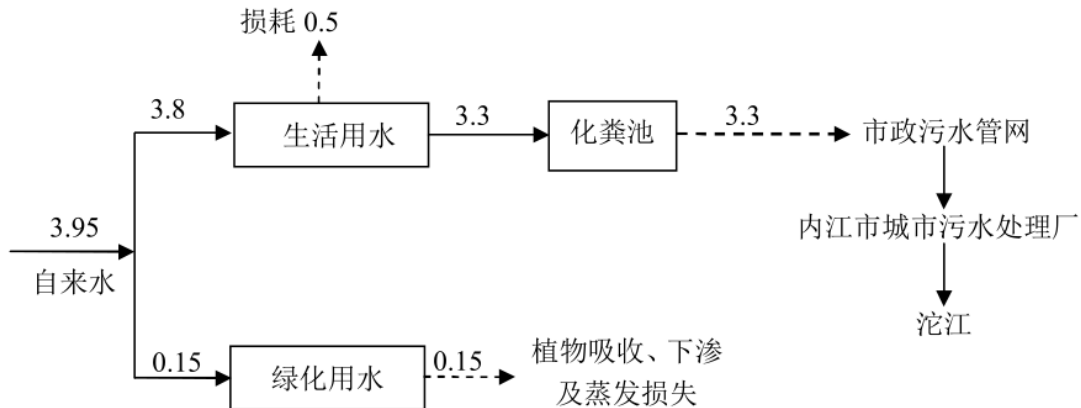 损耗 0.5
3.8
生活用水
3.3
化粪池
3.3
市政污水管网
3.95
自来水
内江市城市污水处理厂
沱江
0.15
绿化用水
0.15
植物吸收、下渗
及蒸发损失